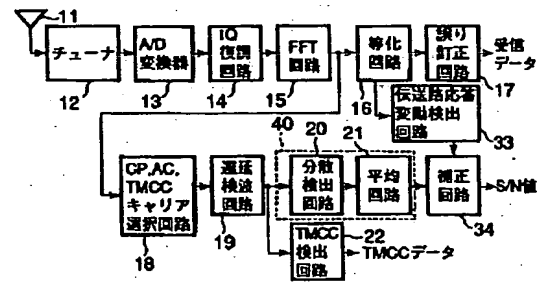 11
チューナ
12
A/D
変換器
13
IQ
復調
回路
14
FFT
回路
15
等化
回路
16
誤り
訂正
回路
17
受信
データ
伝送路応答
変動検出
回路
33
CP,AC,
TMCC
キャリア
選択回路
18
遅延
検波
回路
19
40
20
分散
検出
回路
21
平均
回路
補正
回路
34
S/N値
TMCC
検出
回路
22
TMCCデータ